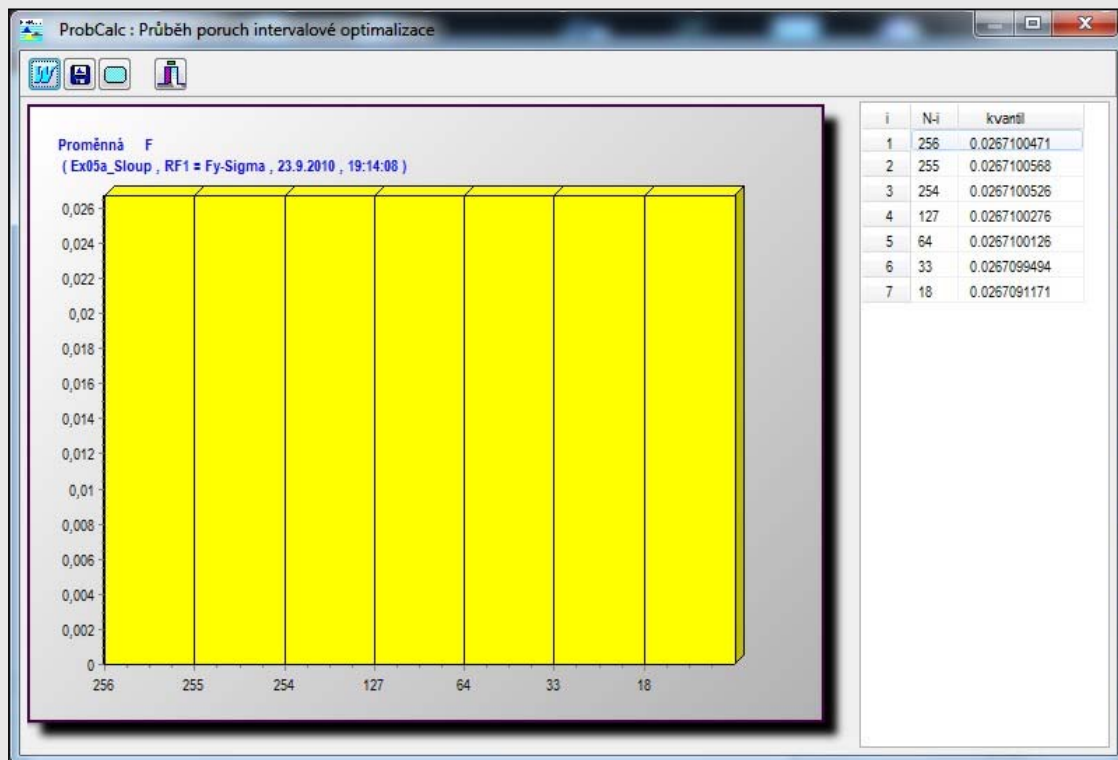 ProbCalc : Průběh poruch intervalové optimalizace
Proměnná F
( Ex05a_Sloup , RF1 = Fy-Sigma , 23.9.2010 , 19:14:08 )
0,026
0,024
0,022
0,02
0,018
0,016
0,014
0,012
0,01
0,008
0,006
0,004
0,002
0
256 255 254 127 64 33 18
i N-i kvantil
1 256 0.0267100471
2 255 0.0267100568
3 254 0.0267100526
4 127 0.0267100276
5 64 0.0267100126
6 33 0.0267099494
7 18 0.0267091171